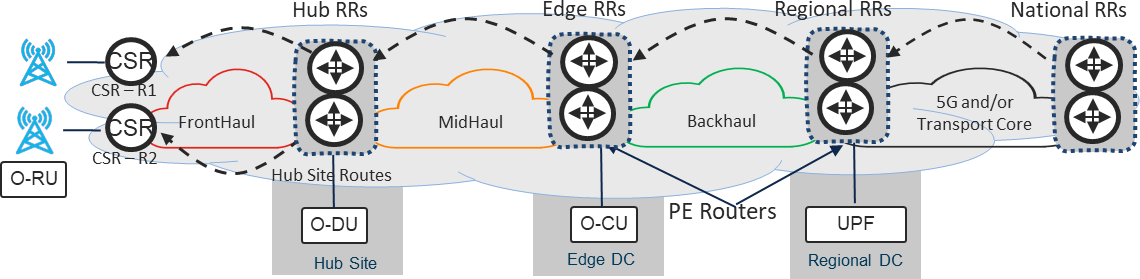 Hub RRs
Edge RRs
Regional RRs
National RRs
CSR
CSR – R1
CSR
CSR – R2
O-RU
FrontHaul
MidHaul
Backhaul
5G and/or
Transport Core
Hub Site Routes
PE Routers
O-DU
O-CU
UPF
Hub Site
Edge DC
Regional DC